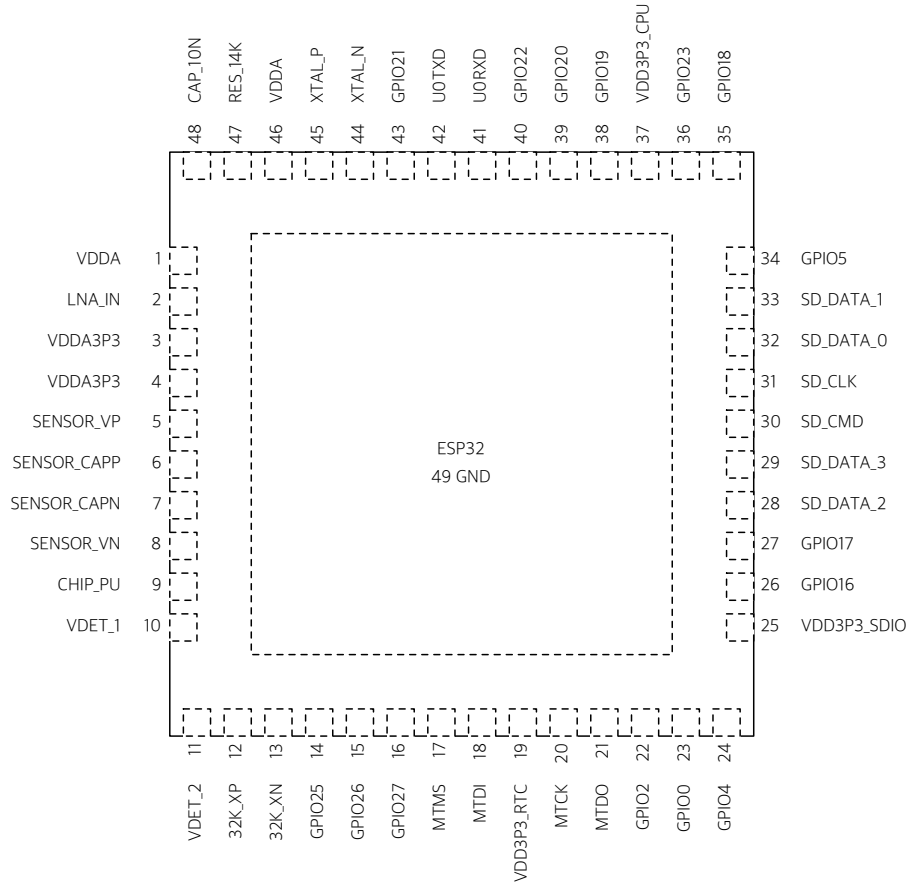 CAP_10N
RES_14K
VDDA
XTAL_P
XTAL_N
GPIO21
U0TXD
U0RXD
GPIO22
GPIO20
GPIO19
VDD3P3_CPU
GPIO23
GPIO18
48
47
46
45
44
43
42
41
40
39
38
37
36
35
VDDA 1
LNA_IN 2
VDDA3P3 3
VDDA3P3 4
SENSOR_VP 5
SENSOR_CAPP 6
SENSOR_CAPN 7
SENSOR_VN 8
CHIP_PU 9
VDET_1 10
ESP32
49 GND
34 GPIO5
33 SD_DATA_1
32 SD_DATA_0
31 SD_CLK
30 SD_CMD
29 SD_DATA_3
28 SD_DATA_2
27 GPIO17
26 GPIO16
25 VDD3P3_SDIO
11
12
13
14
15
16
17
18
19
20
21
22
23
24
VDET_2
32K_XP
32K_XN
GPIO25
GPIO26
GPIO27
MTMS
MTDI
VDD3P3_RTC
MTCK
MTDO
GPIO2
GPIO0
GPIO4